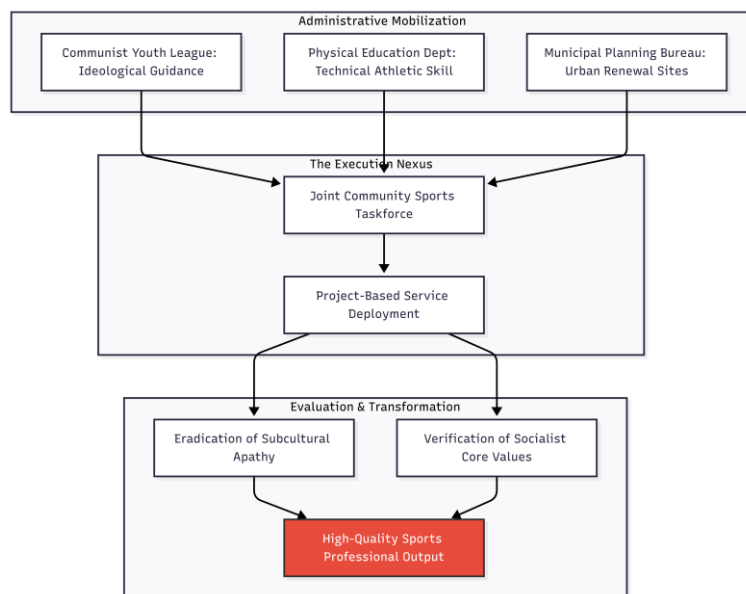 Administrative Mobilization
Communist Youth League:
Ideological Guidance
Physical Education Dept:
Technical Athletic Skill
Municipal Planning Bureau:
Urban Renewal Sites
The Execution Nexus
Joint Community Sports
Taskforce
Project-Based Service
Deployment
Evaluation & Transformation
Eradication of Subcultural
Apathy
Verification of Socialist
Core Values
High-Quality Sports
Professional Output